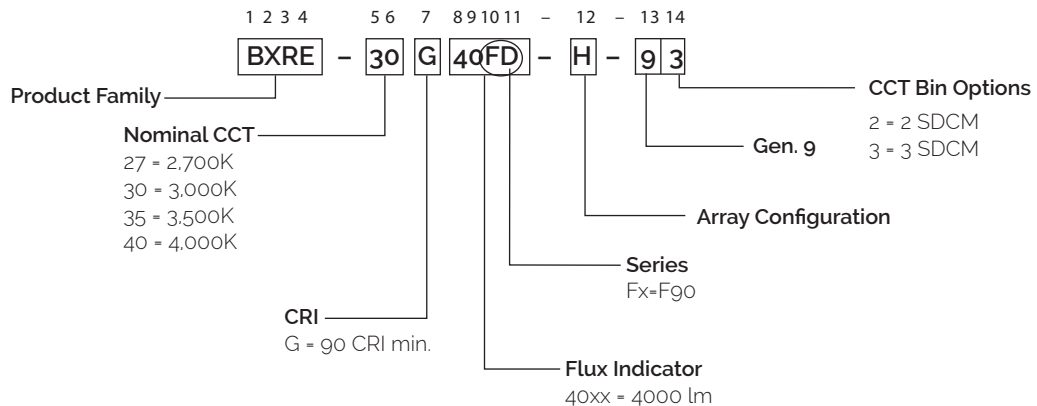 1 2 3 4 5 6 7 8 9 10 11 – 12 – 13 14
BXRE – 30 G 40FD – H – 9 3
Product Family
CCT Bin Options
2 = 2 SDCM
3 = 3 SDCM
Nominal CCT
27 = 2,700K
30 = 3,000K
35 = 3,500K
40 = 4,000K
Gen. 9
Array Configuration
Series
Fx=F90
CRI
G = 90 CRI min.
Flux Indicator
40xx = 4000 lm